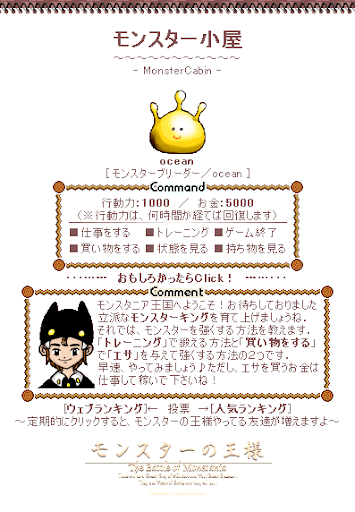 モンスター小屋
～～～～～～～～～～～
- MonsterCabin -
ocean
[ モンスターブリーダー／ocean ]
Command
行動力:1000 ／ お金:5000
(※行動力は、何時間か経てば回復します)
■仕事をする ■トレーニング ■ゲーム終了
■買い物をする ■状態を見る ■持ち物を見る
おもしろかったらClick！
Comment
モンスタニア王国へようこそ！お待ちしておりました
立派なモンスターキングを育て上げましょうね。
それでは、モンスターを強くする方法を教えます。
「トレーニング」で鍛える方法と「買い物をする」
で「エサ」を与えて強くする方法の２つです。
早速、やってみましょう♪ただし、エサを買うお金は
仕事して稼いで下さいね！
[ウェブランキング]← 投票 →[人気ランキング]
～定期的にクリックすると、モンスターの王様やってる友達が増えますよ～
モンスターの王様
The Battle of Monstania